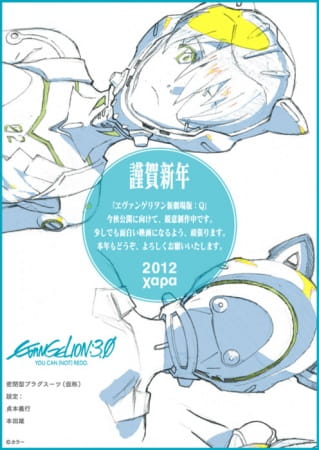 02
謹賀新年
『ヱヴァンゲリヲン新劇場版:Q』
今秋公開に向けて、鋭意制作中です。
少しでも面白い映画になるよう、頑張ります。
本年もどうぞ、よろしくお願いいたします。
2012
χαρα
EVANGELION:3.0
YOU CAN (NOT) REDO.
密閉型プラグスーツ(仮称)
設定:
貞本義行
本田雄
©カラー